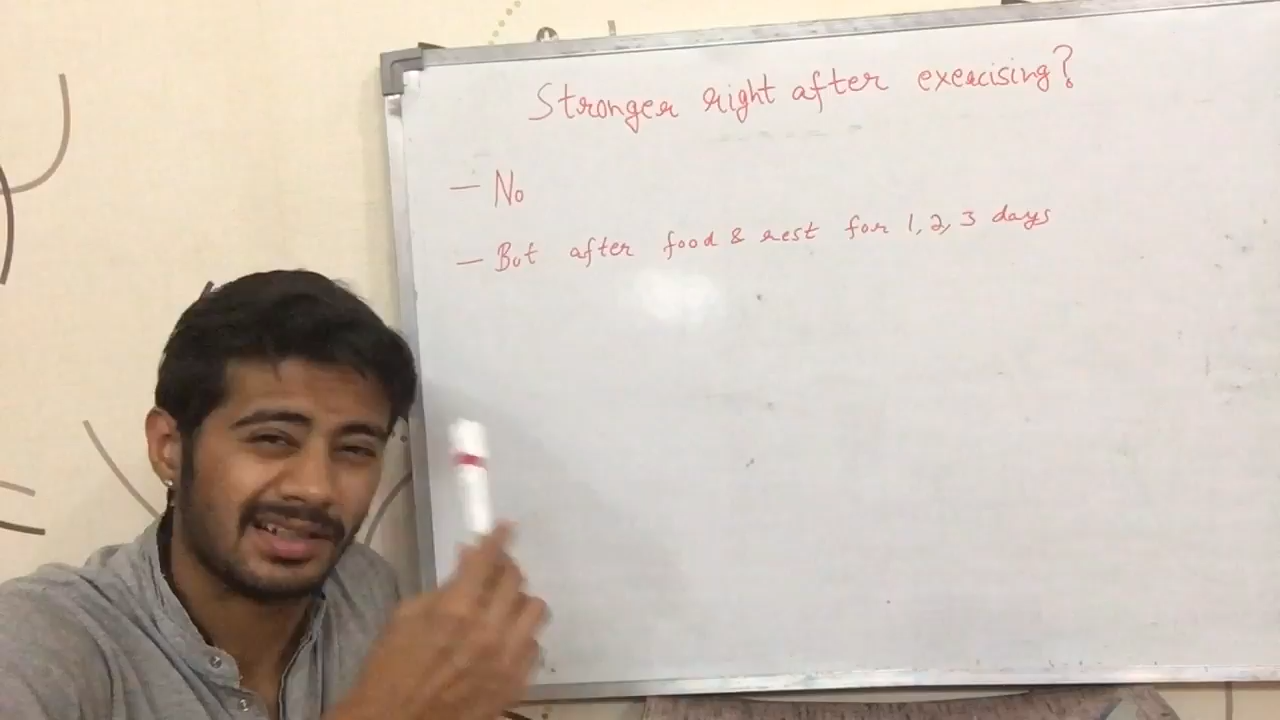 Stronger right after exercising?
— No
— But after food & rest for 1, 2, 3 days